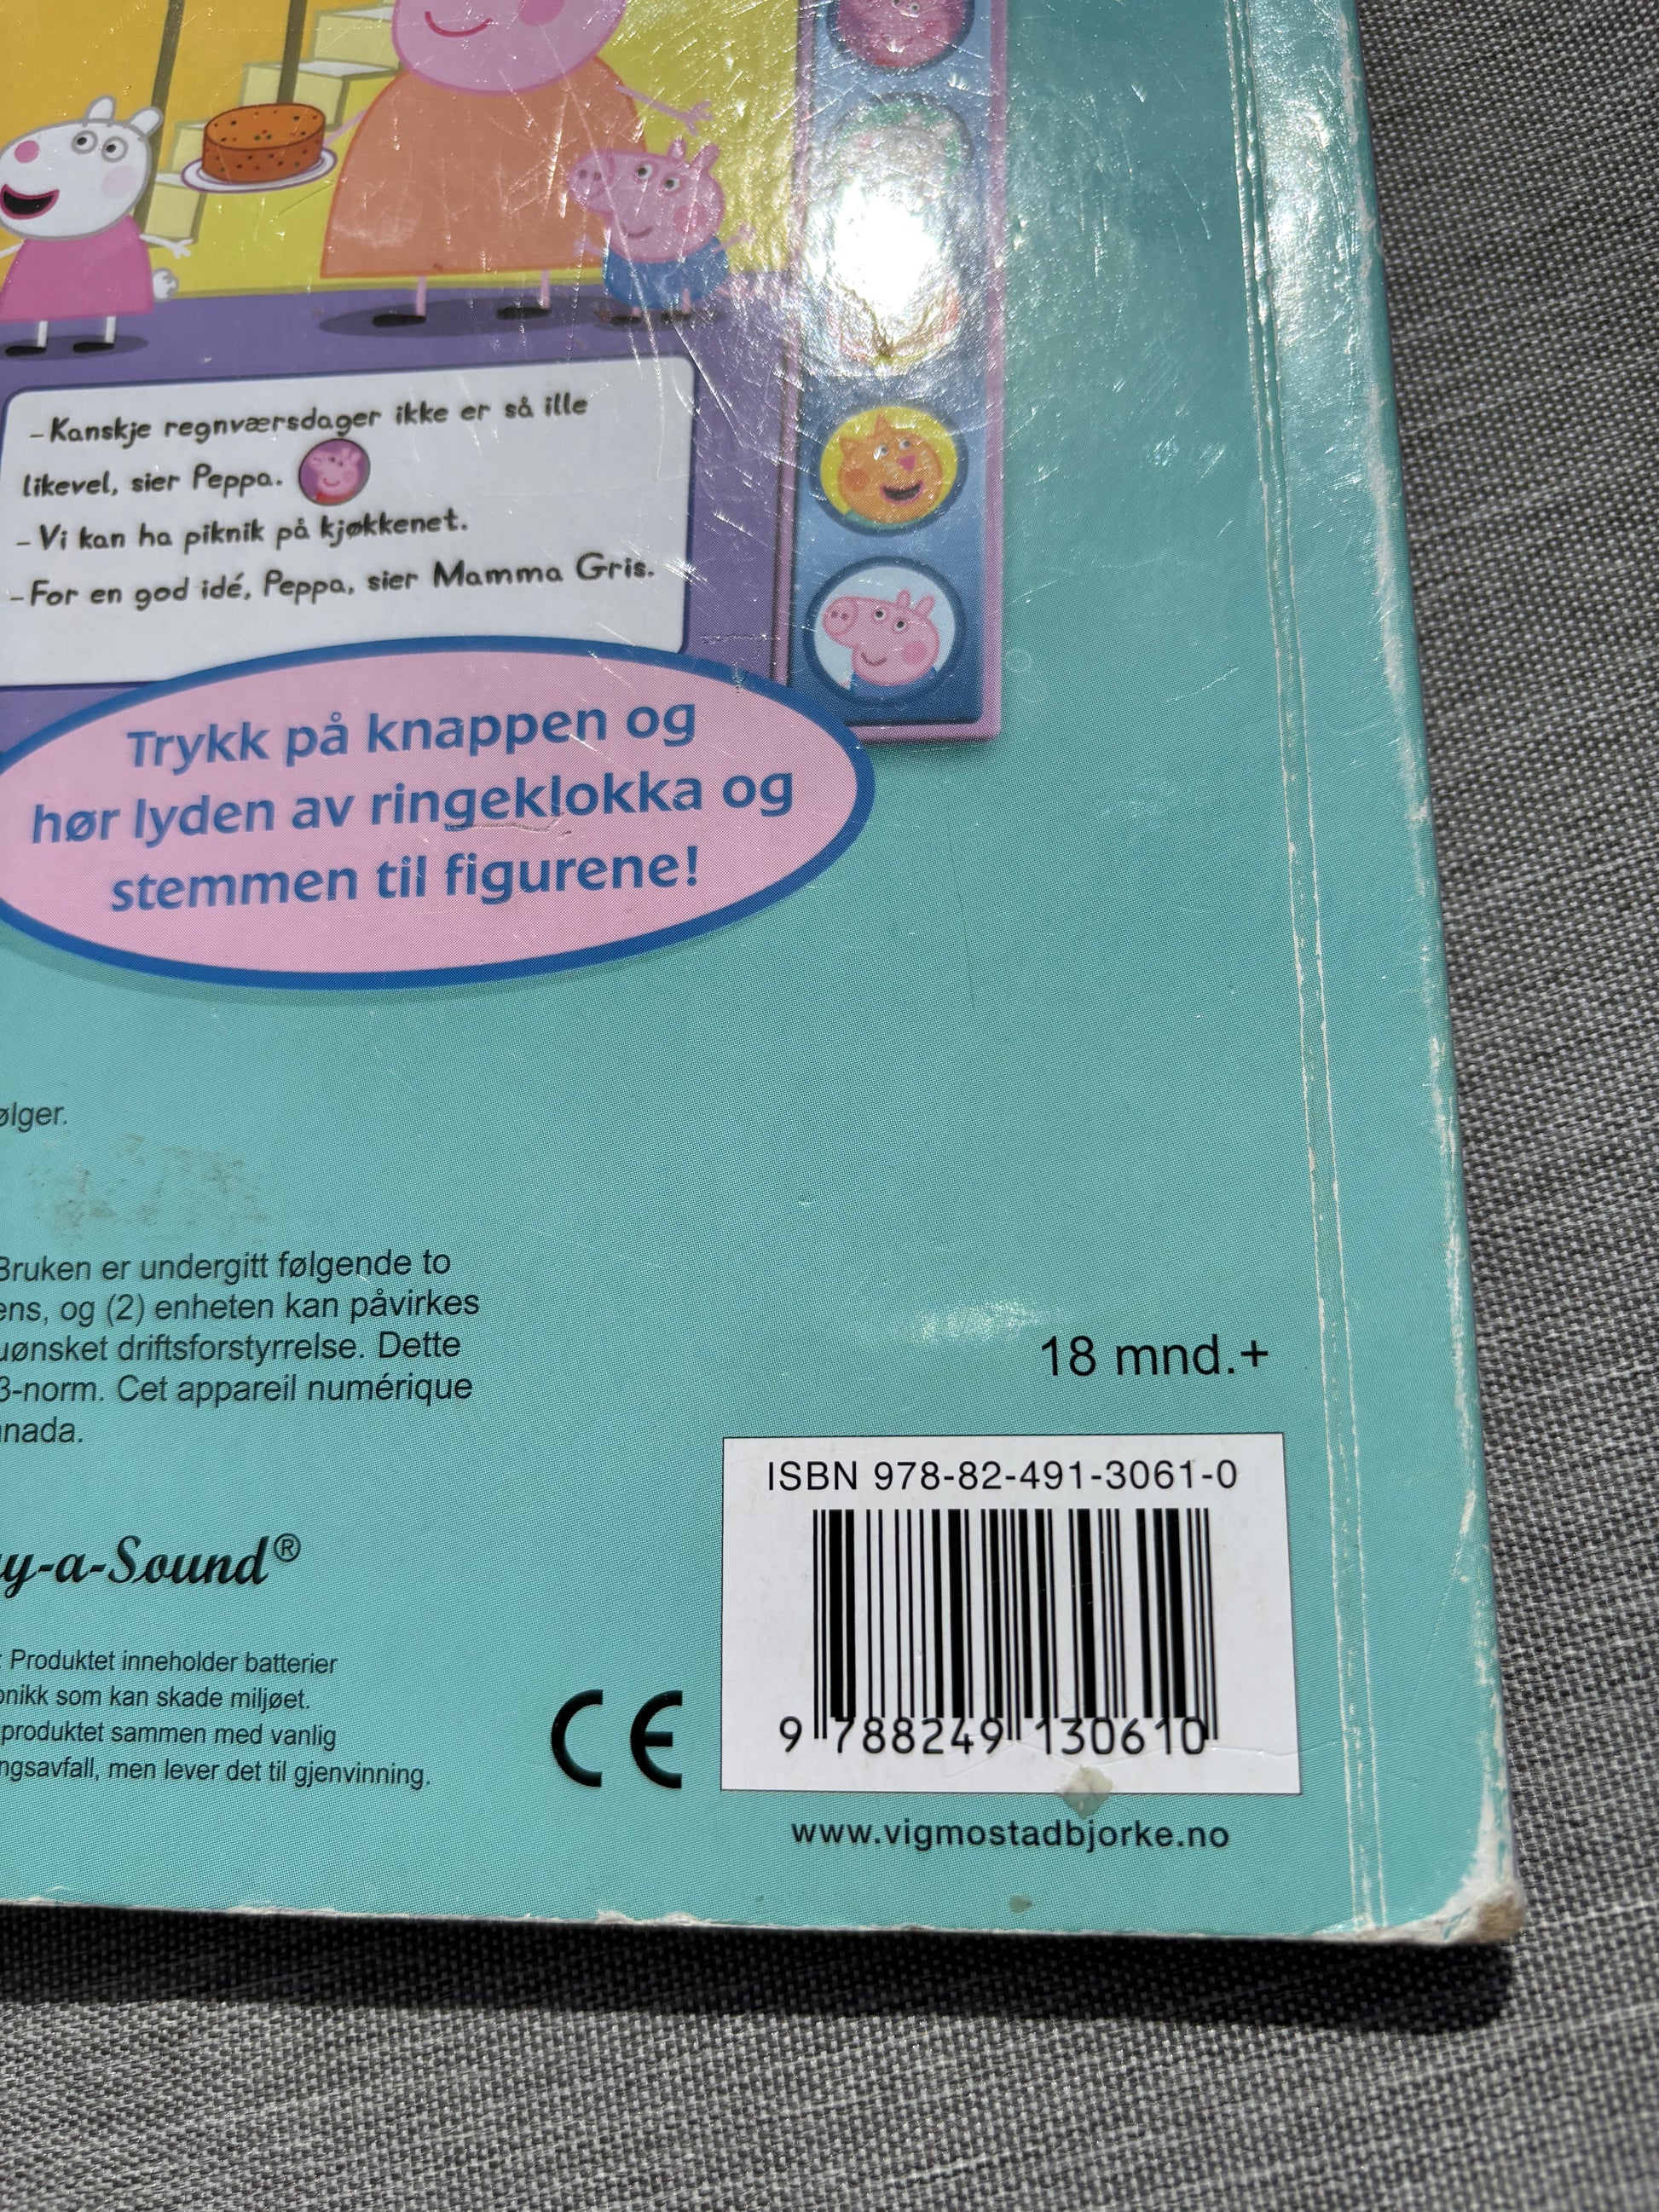 – Kanskje regnværsdager ikke er så ille
likevel, sier Peppa.
– Vi kan ha piknik på kjøkkenet.
– For en god idé, Peppa, sier Mamma Gris.
Trykk på knappen og
hør lyden av ringeklokka og
stemmen til figurene!
ølger.
Bruken er undergitt følgende to
ens, og (2) enheten kan påvirkes
uønsket driftsforstyrrelse. Dette
3-norm. Cet appareil numérique
nada.
18 mnd.+
ISBN 978-82-491-3061-0
9 788249 130610
y-a-Sound®
: Produktet inneholder batterier
onikk som kan skade miljøet.
produktet sammen med vanlig
ngsavfall, men lever det til gjenvinning.
CE
www.vigmostadbjorke.no